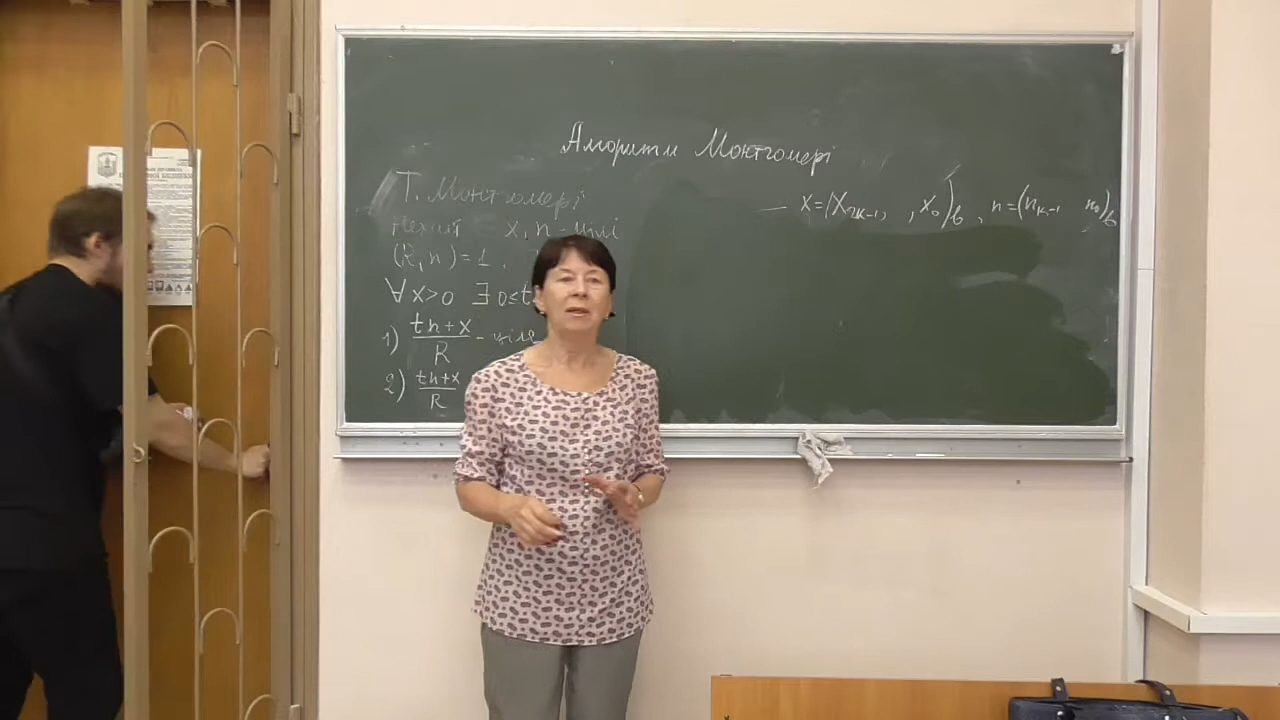 Алгоритм Монтгомері
Т. Монтгомері
Нехай x, n - цілі
(R, n) = 1,
∀ x>0 ∃ 0≤t
1) tn+x/R - ціле
2) tn+x/R
— x=(x₂ₖ₋₁, , x₀)b, n=(nₖ₋₁ n₀)b